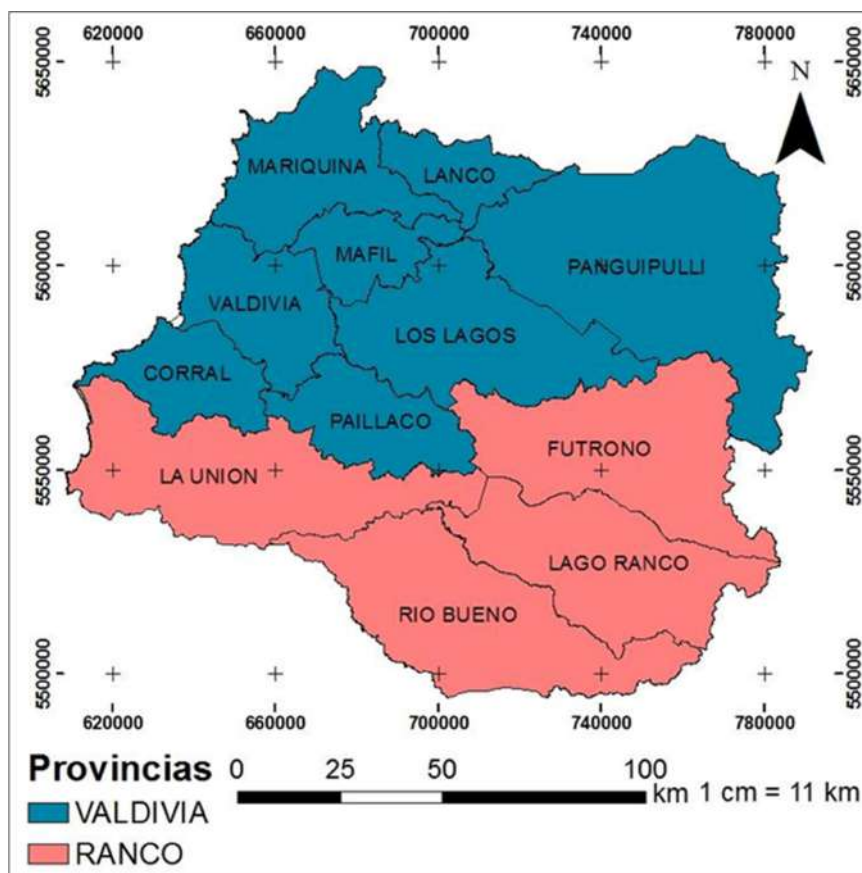 620000 660000 700000 740000 780000
5650000 5650000
N
MARIQUINA
LANCO
MAFIL
5600000 5600000
PANGUIPULLI
VALDIVIA
LOS LAGOS
CORRAL
PAILLACO
FUTRONO
LA UNION
5550000 5550000
LAGO RANCO
RIO BUENO
5500000 5500000
620000 660000 700000 740000 780000
Provincias
0 25 50 100
km 1 cm = 11 km
VALDIVIA
RANCO